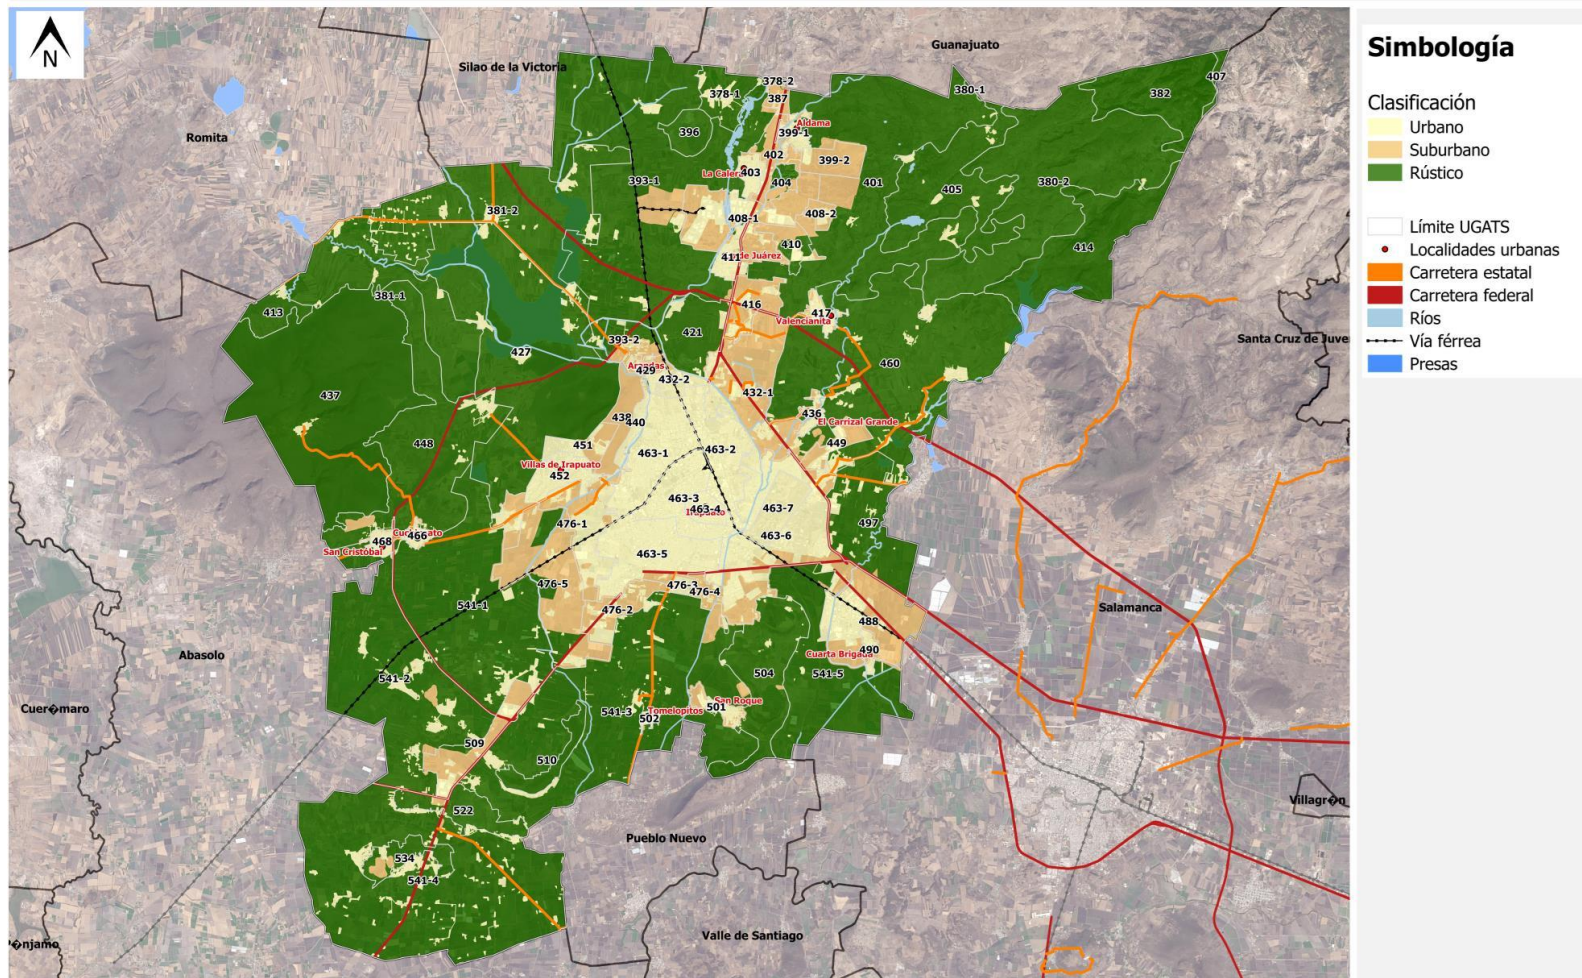 N
Guanajuato
Silao de la Victoria
Romita
378-2
378-1
387
380-1
407
382
396
Aldama
399-1
402
399-2
La Calera
403
404
393-1
401
405
380-2
381-2
408-1
408-2
410
414
411
de Juárez
381-1
413
416
417
Valencianita
421
393-2
427
429
432-2
460
Santa Cruz de Juve
437
432-1
438
440
436
El Carrizal Grande
448
451
463-1
463-2
449
Villas de Irapuato
452
463-3
463-4
Irapuato
463-7
476-1
497
466
468
San Cristóbal
463-6
463-5
476-5
476-3
476-4
541-1
476-2
Salamanca
488
Abasolo
Cuarta Brigada
490
541-2
504
541-5
Cuer�maro
San Roque
501
541-3
502
Tomelopitos
509
510
Villagr�n
522
Pueblo Nuevo
534
541-4
Valle de Santiago
�njamo
Simbología
Clasificación
Urbano
Suburbano
Rústico
Límite UGATS
Localidades urbanas
Carretera estatal
Carretera federal
Ríos
Vía férrea
Presas